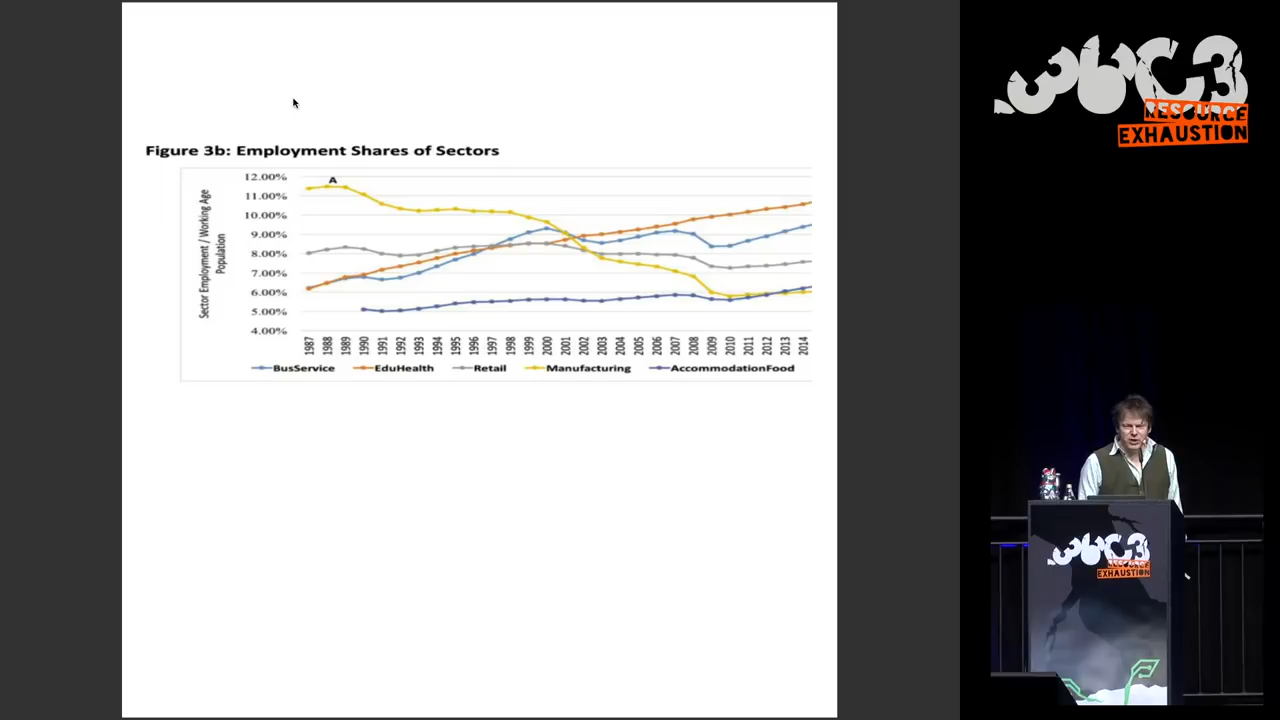 Figure 3b: Employment Shares of Sectors
A
12.00%
11.00%
10.00%
9.00%
8.00%
7.00%
6.00%
5.00%
4.00%
Sector Employment / Working Age
Population
1987 1988 1989 1990 1991 1992 1993 1994 1995 1996 1997 1998 1999 2000 2001 2002 2003 2004 2005 2006 2007 2008 2009 2010 2011 2012 2013 2014
BusService EduHealth Retail Manufacturing AccommodationFood
36C3
RESOURCE
EXHAUSTION
36C3
RESOURCE
EXHAUSTION